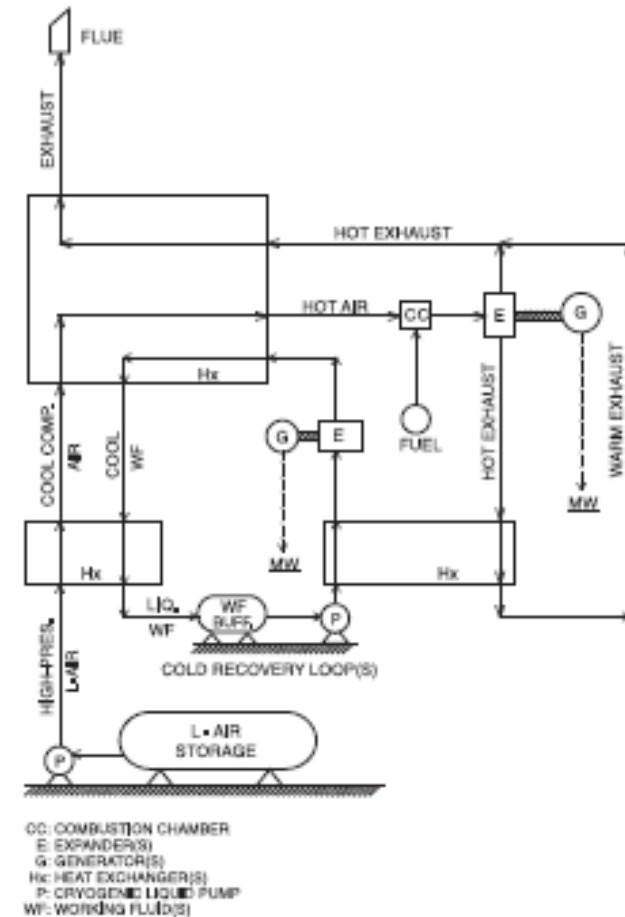 FLUE
EXHAUST
HOT EXHAUST
HOT AIR
CC
E
G
Hx
FUEL
HOT EXHAUST
WARM EXHAUST
MW
COOL COMP.
AIR
COOL
WF
G
E
MW
Hx
Hx
LIQ.
WF
WF
BUFF.
P
COLD RECOVERY LOOP(S)
HIGH-PRES.
L-AIR
P
L-AIR
STORAGE
CC: COMBUSTION CHAMBER
E: EXPANDER(S)
G: GENERATOR(S)
Hx: HEAT EXCHANGER(S)
P: CRYOGENIC LIQUID PUMP
WF: WORKING FLUID(S)